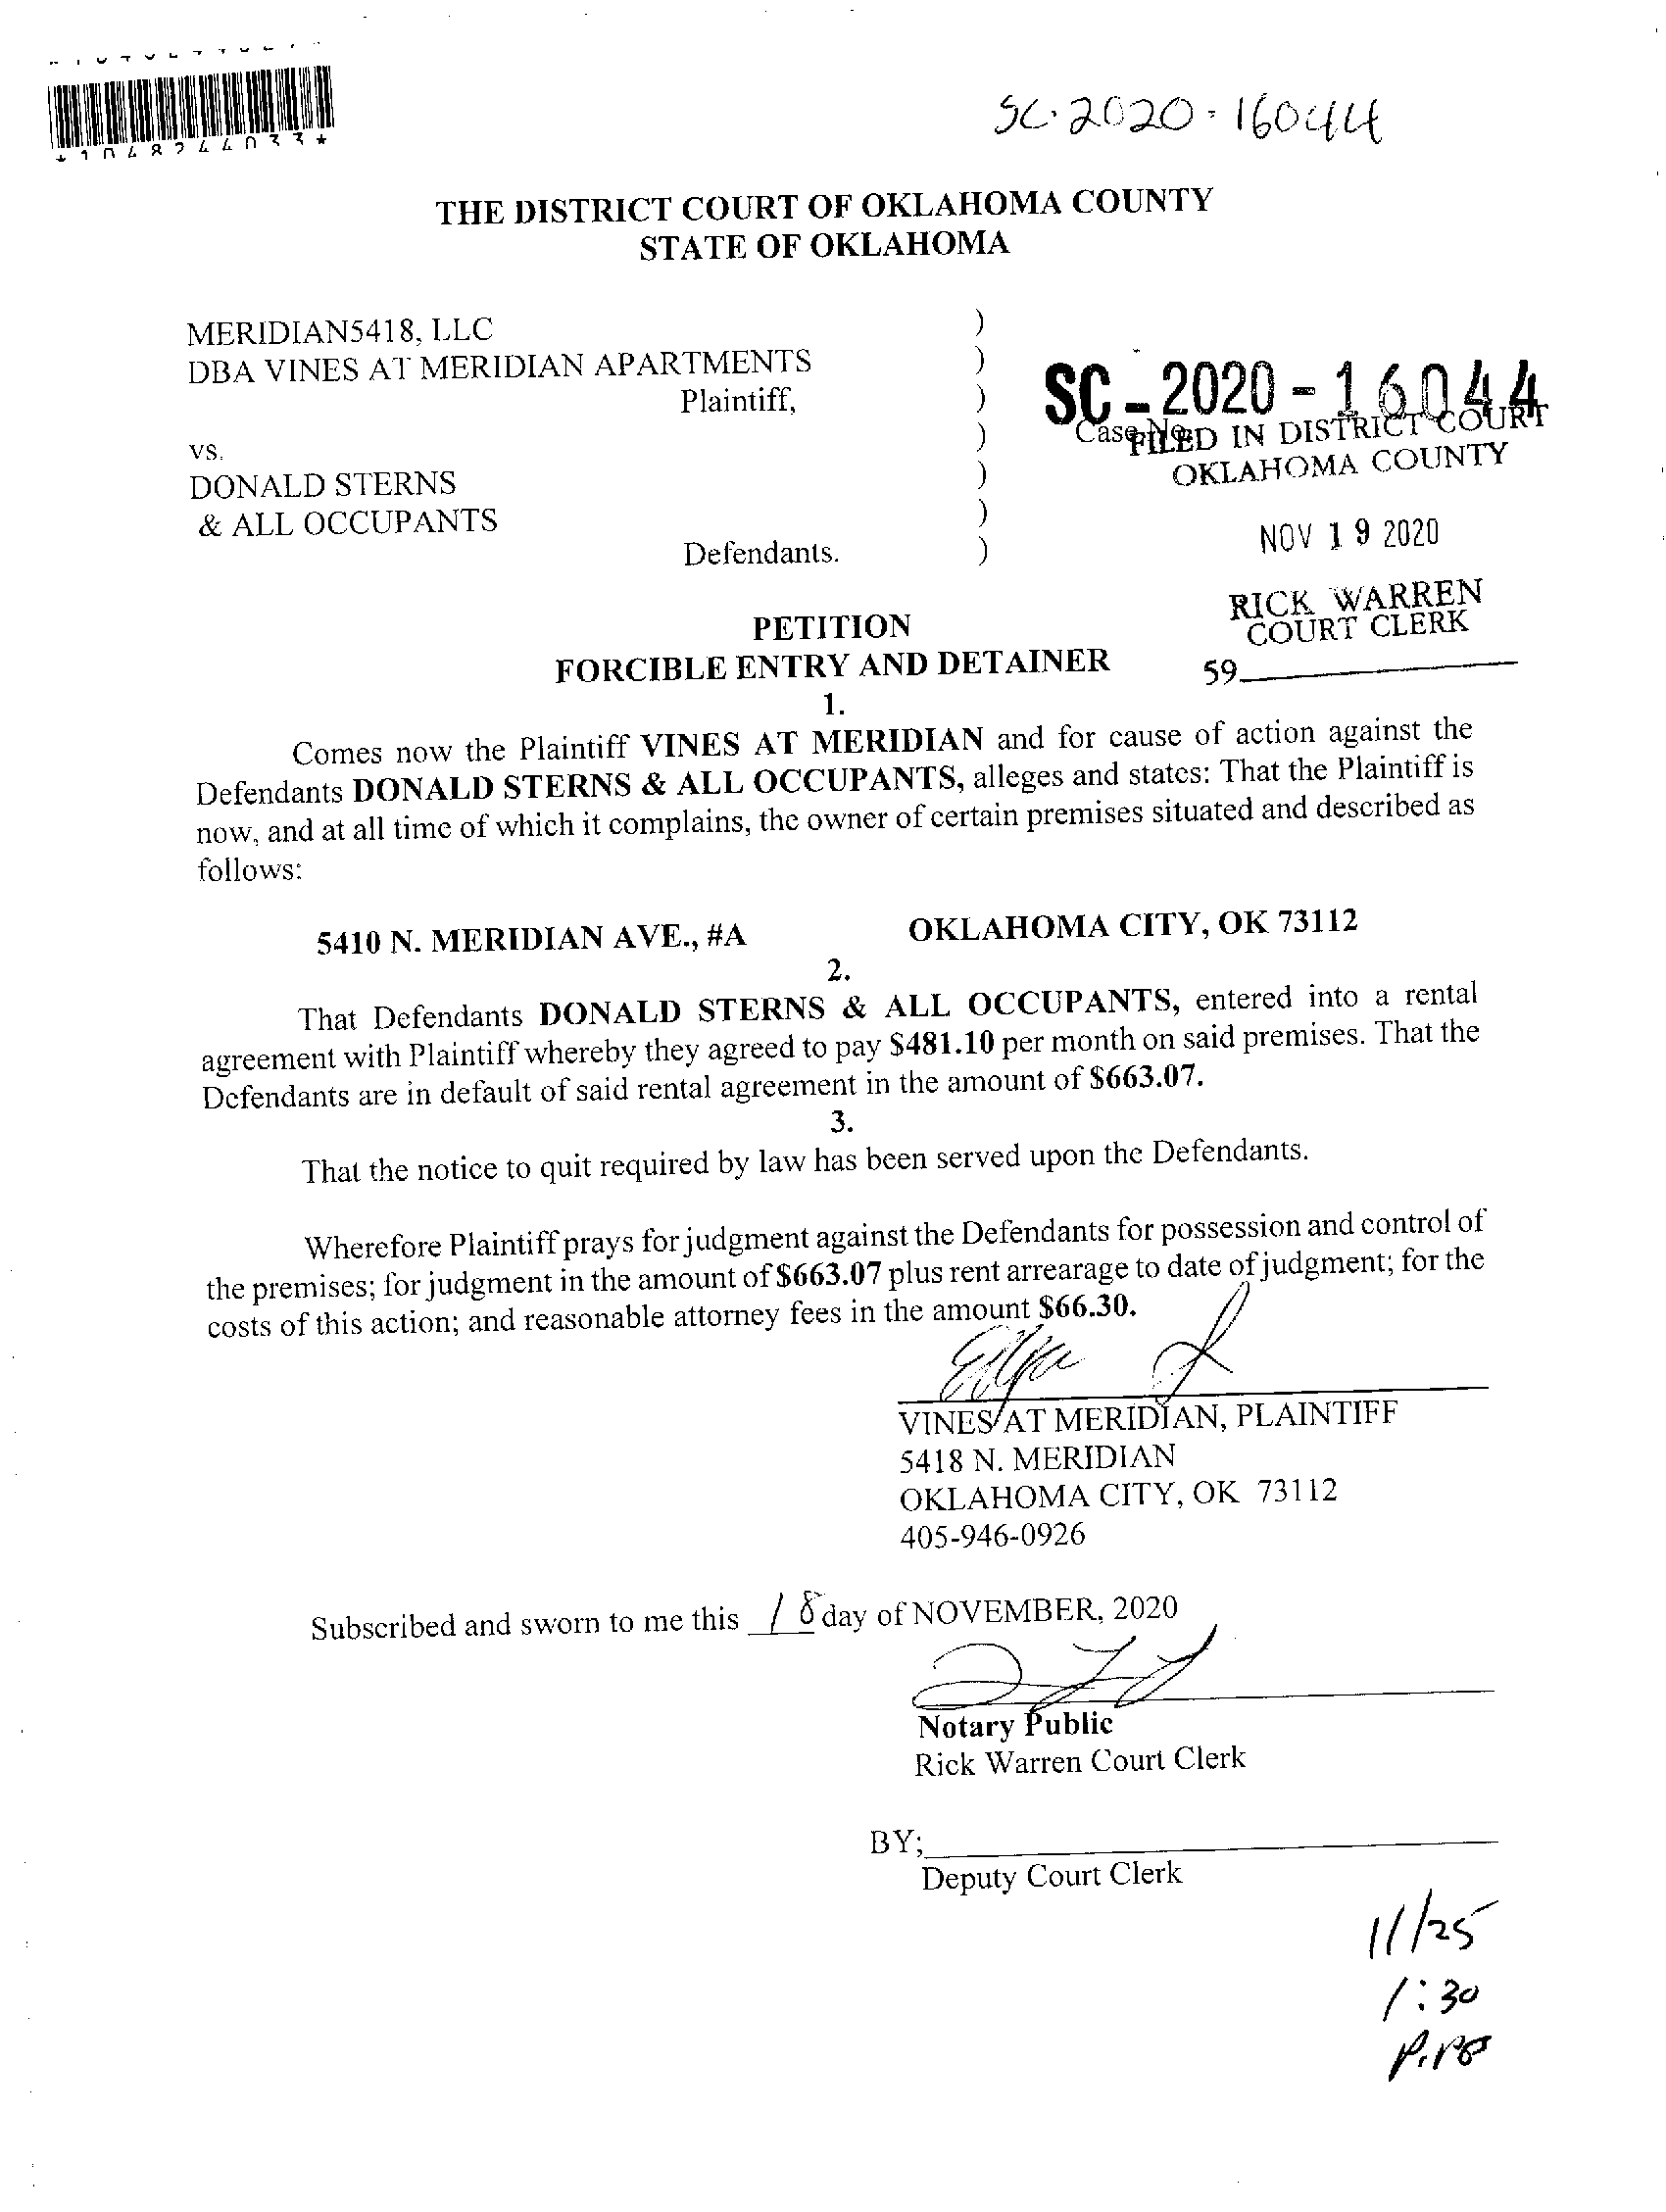 *1048244033*
SC-2020-16044
THE DISTRICT COURT OF OKLAHOMA COUNTY
STATE OF OKLAHOMA
MERIDIAN5418, LLC )
DBA VINES AT MERIDIAN APARTMENTS )
Plaintiff, )
SC-2020-16044
Case No.
FILED IN DISTRICT COURT
OKLAHOMA COUNTY
vs. )
DONALD STERNS )
& ALL OCCUPANTS )
Defendants. )
NOV 19 2020
RICK WARREN
COURT CLERK
59
PETITION
FORCIBLE ENTRY AND DETAINER
1.
Comes now the Plaintiff VINES AT MERIDIAN and for cause of action against the
Defendants DONALD STERNS & ALL OCCUPANTS, alleges and states: That the Plaintiff is
now, and at all time of which it complains, the owner of certain premises situated and described as
follows:
5410 N. MERIDIAN AVE., #A OKLAHOMA CITY, OK 73112
2.
That Defendants DONALD STERNS & ALL OCCUPANTS, entered into a rental
agreement with Plaintiff whereby they agreed to pay $481.10 per month on said premises. That the
Defendants are in default of said rental agreement in the amount of $663.07.
3.
That the notice to quit required by law has been served upon the Defendants.
Wherefore Plaintiff prays for judgment against the Defendants for possession and control of
the premises; for judgment in the amount of $663.07 plus rent arrearage to date of judgment; for the
costs of this action; and reasonable attorney fees in the amount $66.30.
VINES AT MERIDIAN, PLAINTIFF
5418 N. MERIDIAN
OKLAHOMA CITY, OK 73112
405-946-0926
Subscribed and sworn to me this 18 day of NOVEMBER, 2020
Notary Public
Rick Warren Court Clerk
BY;
Deputy Court Clerk
11/25
1:30